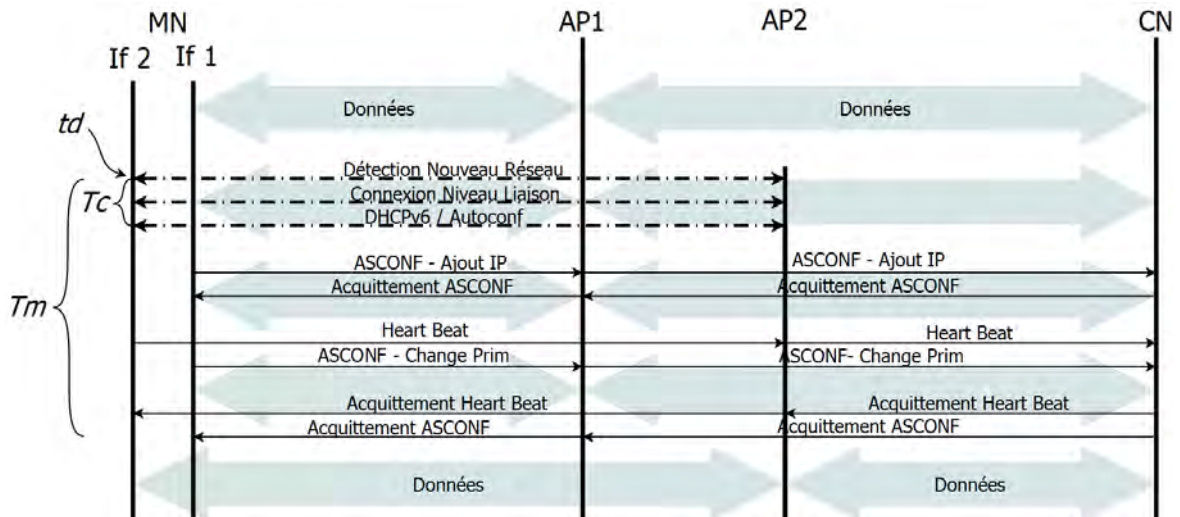 MN
AP1
AP2
CN
If 2
If 1
Données
Données
td
Détection Nouveau Réseau
Tc
Connexion Niveau Liaison
DHCPv6 / Autoconf
ASCONF - Ajout IP
ASCONF - Ajout IP
Acquittement ASCONF
Acquittement ASCONF
Tm
Heart Beat
Heart Beat
ASCONF - Change Prim
ASCONF- Change Prim
Acquittement Heart Beat
Acquittement Heart Beat
Acquittement ASCONF
Acquittement ASCONF
Données
Données